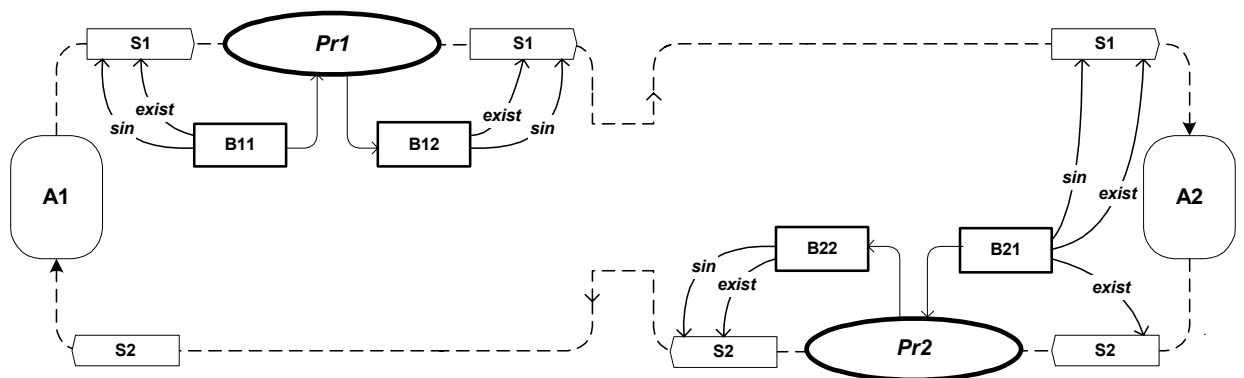 S1
Pr1
S1
S1
exist
sin
B11
B12
exist
sin
A1
sin
exist
A2
B22
B21
sin
exist
exist
S2
S2
Pr2
S2